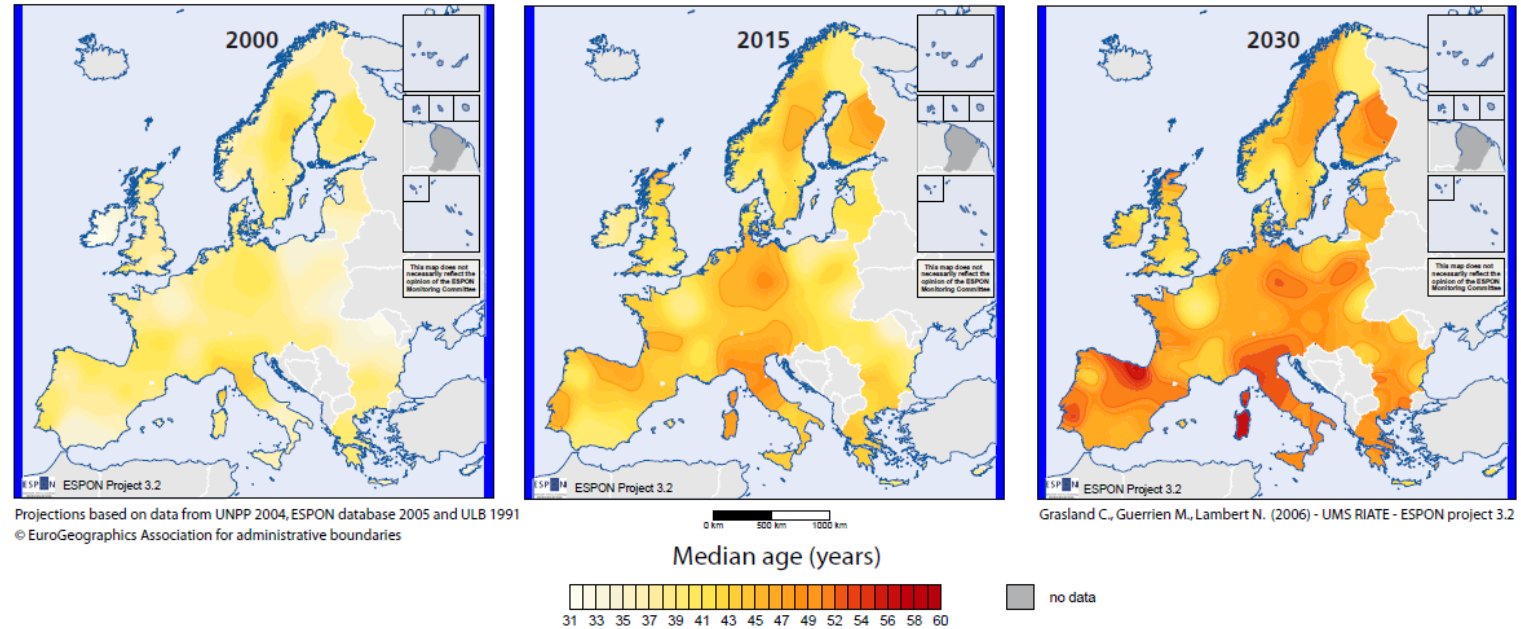 2000
This map does not
necessarily reflect the
opinion of the ESPON
Monitoring Committee
ESPON
ESPON Project 3.2
2015
This map does not
necessarily reflect the
opinion of the ESPON
Monitoring Committee
ESPON
ESPON Project 3.2
2030
This map does not
necessarily reflect the
opinion of the ESPON
Monitoring Committee
ESPON
ESPON Project 3.2
Projections based on data from UNPP 2004, ESPON database 2005 and ULB 1991
© EuroGeographics Association for administrative boundaries
0 km 500 km 1000 km
Grasland C., Guerrien M., Lambert N. (2006) - UMS RIATE - ESPON project 3.2
Median age (years)
31 33 35 37 39 41 43 45 47 49 52 54 56 58 60
no data